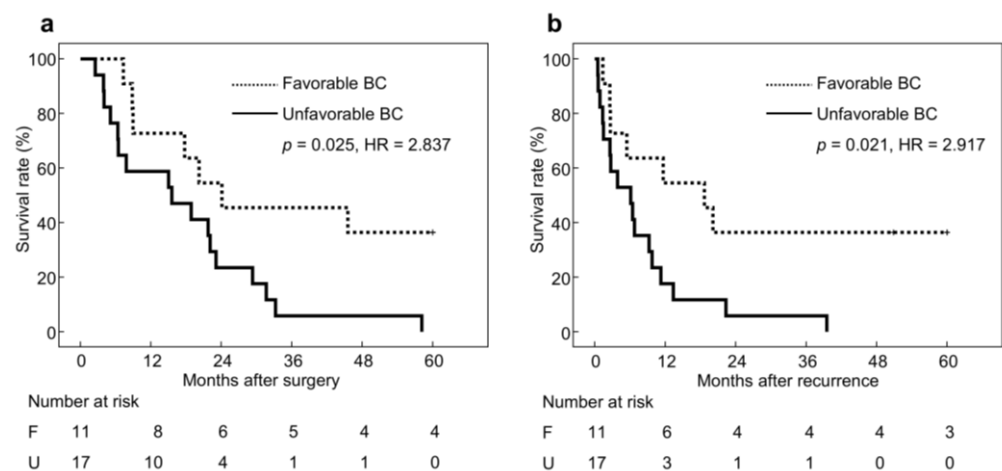 a
100
80
60
40
20
0
Survival rate (%)
Favorable BC
Unfavorable BC
p = 0.025, HR = 2.837
0 12 24 36 48 60
Months after surgery
Number at risk
F 11 8 6 5 4 4
U 17 10 4 1 1 0
b
100
80
60
40
20
0
Survival rate (%)
Favorable BC
Unfavorable BC
p = 0.021, HR = 2.917
0 12 24 36 48 60
Months after recurrence
Number at risk
F 11 6 4 4 4 3
U 17 3 1 1 0 0